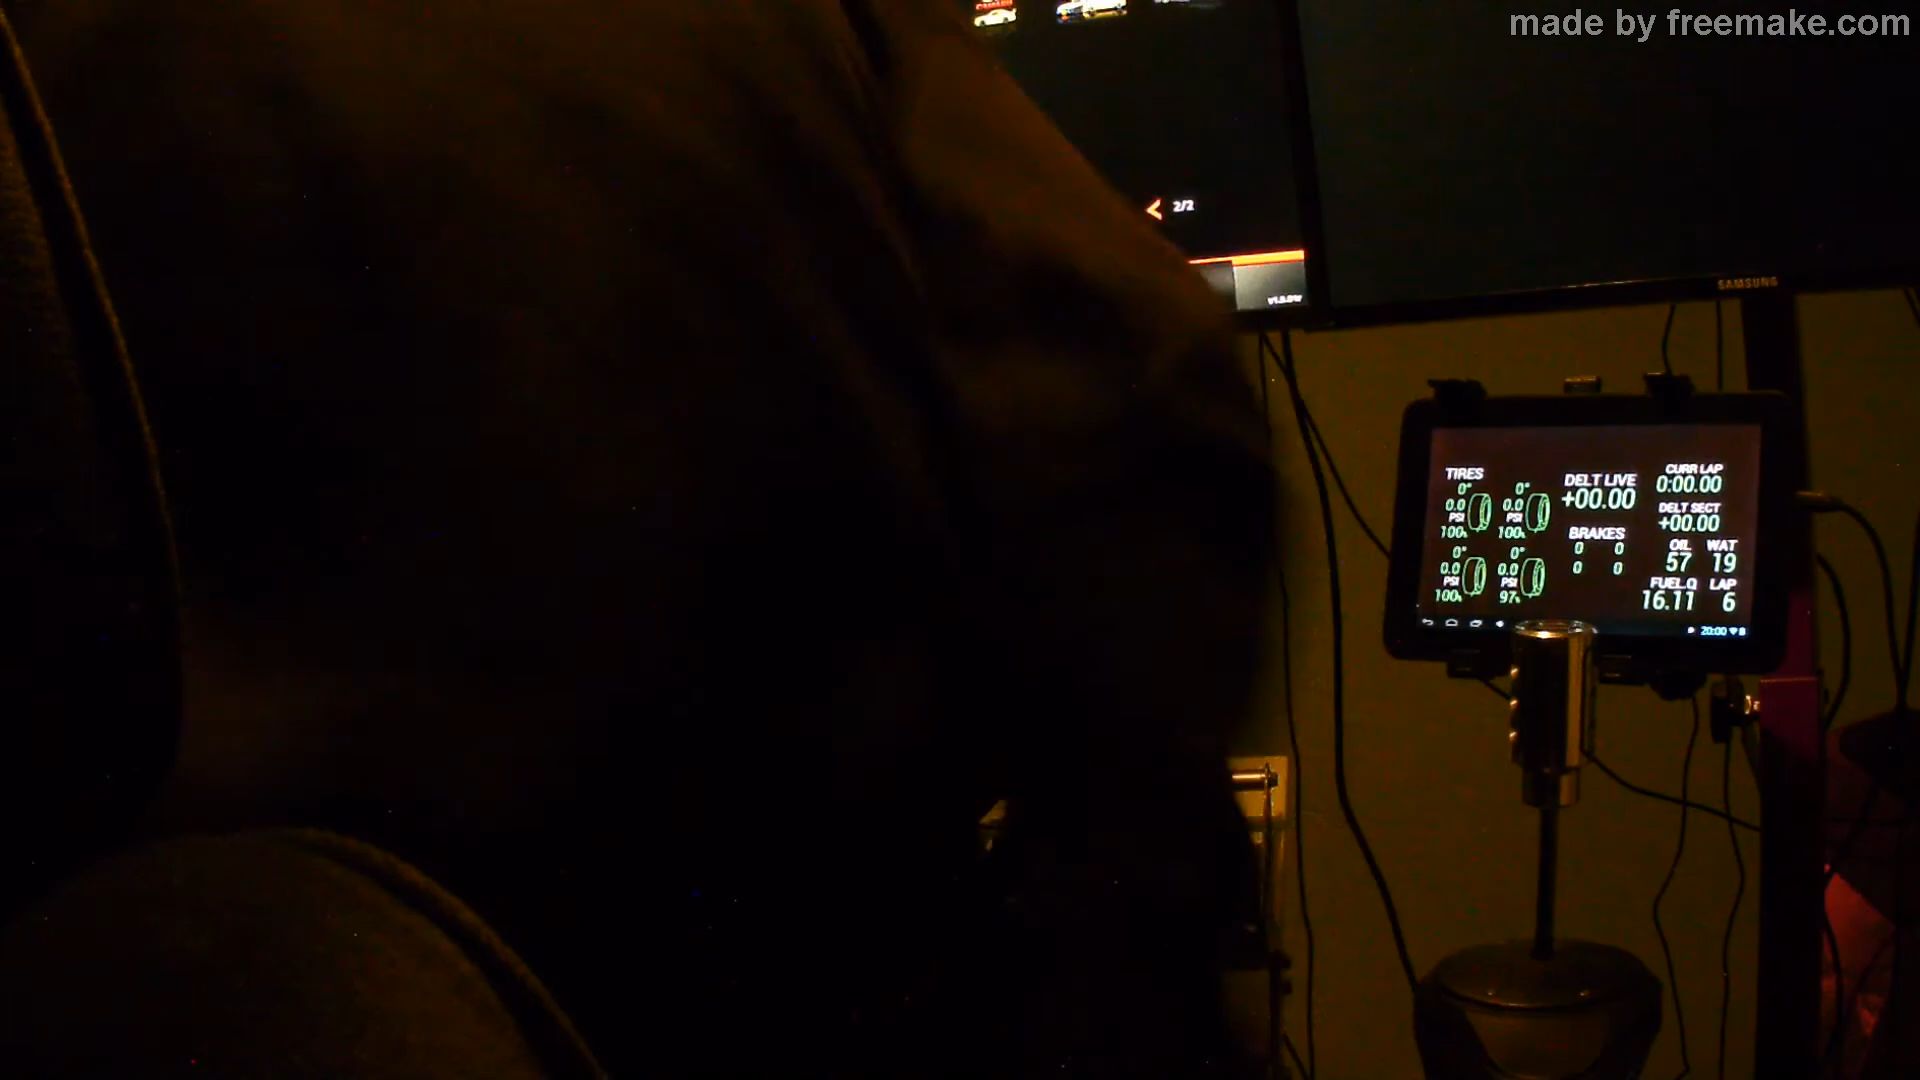 made by freemake.com
2/2
SAMSUNG
TIRES
0°
0.0
PSI
100%
0°
0.0
PSI
100%
0°
0.0
PSI
100%
0°
0.0
PSI
97%
DELT LIVE
+00.00
BRAKES
0 0
0 0
CURR LAP
0:00.00
DELT SECT
+00.00
OIL WAT
57 19
FUEL.Q LAP
16.11 6
20:00